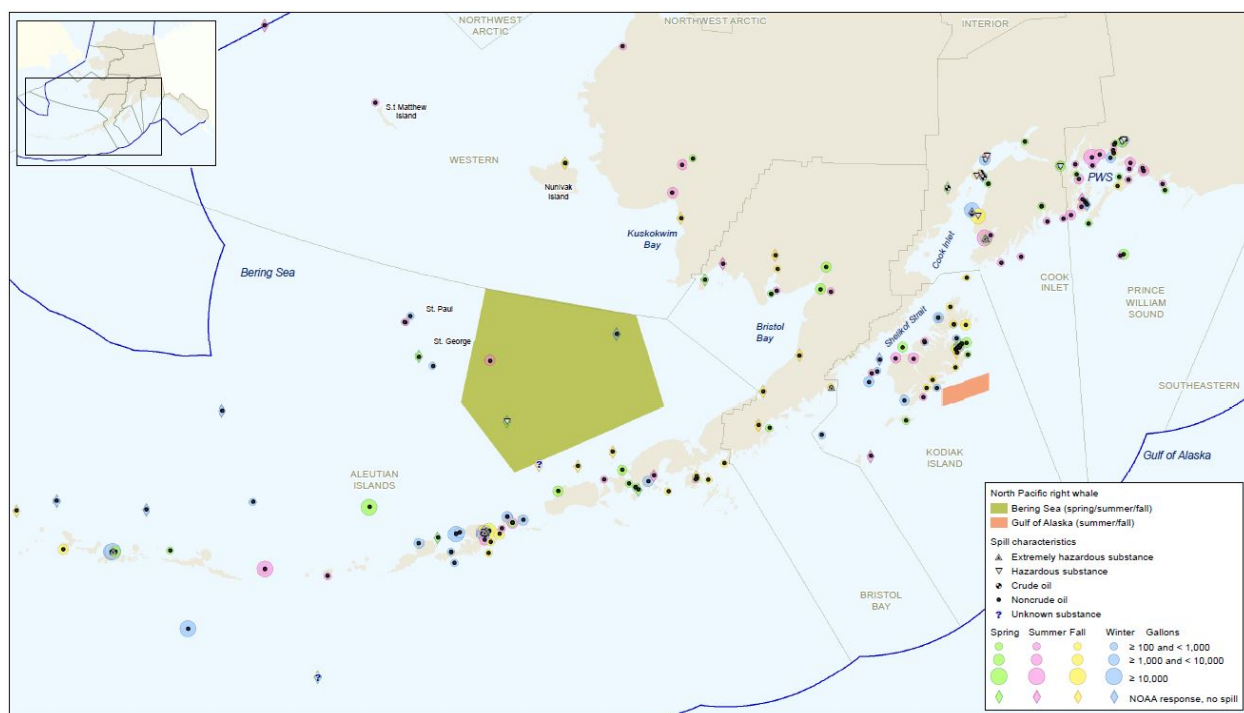 NORTHWEST
ARCTIC
NORTHWEST ARCTIC
INTERIOR
S.t Matthew
Island
WESTERN
Nunivak
Island
Kuskokwim
Bay
PWS
Cook Inlet
COOK
INLET
PRINCE
WILLIAM
SOUND
Bering Sea
St. Paul
St. George
Bristol
Bay
Shelikof Strait
SOUTHEASTERN
KODIAK
ISLAND
Gulf of Alaska
ALEUTIAN
ISLANDS
BRISTOL
BAY
North Pacific right whale
Bering Sea (spring/summer/fall)
Gulf of Alaska (summer/fall)
Spill characteristics
Extremely hazardous substance
Hazardous substance
Crude oil
Noncrude oil
? Unknown substance
Spring Summer Fall Winter Gallons
≥ 100 and < 1,000
≥ 1,000 and < 10,000
≥ 10,000
NOAA response, no spill
?
?